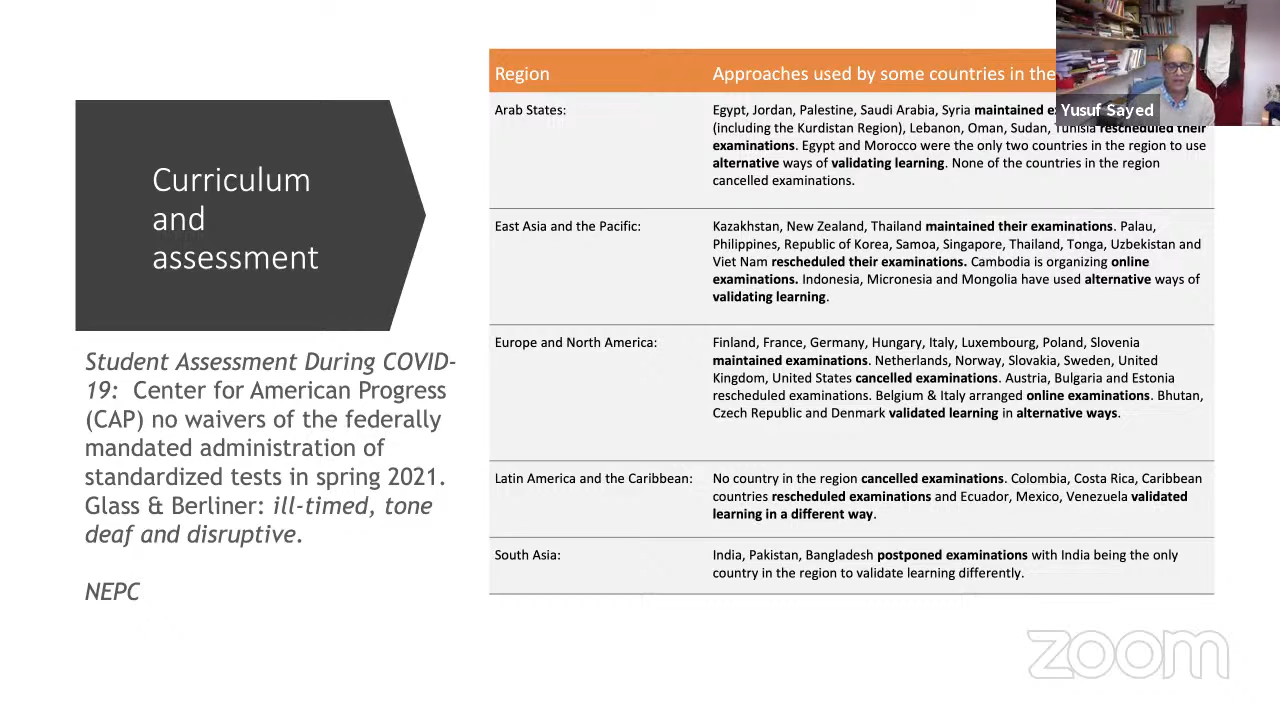 Curriculum
and
assessment
Student Assessment During COVID-
19: Center for American Progress
(CAP) no waivers of the federally
mandated administration of
standardized tests in spring 2021.
Glass & Berliner: ill-timed, tone
deaf and disruptive.
NEPC
Region
Approaches used by some countries in the
Arab States:
Egypt, Jordan, Palestine, Saudi Arabia, Syria maintained
(including the Kurdistan Region), Lebanon, Oman, Sudan, Tunisia rescheduled their
examinations. Egypt and Morocco were the only two countries in the region to use
alternative ways of validating learning. None of the countries in the region
cancelled examinations.
East Asia and the Pacific:
Kazakhstan, New Zealand, Thailand maintained their examinations. Palau,
Philippines, Republic of Korea, Samoa, Singapore, Thailand, Tonga, Uzbekistan and
Viet Nam rescheduled their examinations. Cambodia is organizing online
examinations. Indonesia, Micronesia and Mongolia have used alternative ways of
validating learning.
Europe and North America:
Finland, France, Germany, Hungary, Italy, Luxembourg, Poland, Slovenia
maintained examinations. Netherlands, Norway, Slovakia, Sweden, United
Kingdom, United States cancelled examinations. Austria, Bulgaria and Estonia
rescheduled examinations. Belgium & Italy arranged online examinations. Bhutan,
Czech Republic and Denmark validated learning in alternative ways.
Latin America and the Caribbean:
No country in the region cancelled examinations. Colombia, Costa Rica, Caribbean
countries rescheduled examinations and Ecuador, Mexico, Venezuela validated
learning in a different way.
South Asia:
India, Pakistan, Bangladesh postponed examinations with India being the only
country in the region to validate learning differently.
Yusuf Sayed
zoom